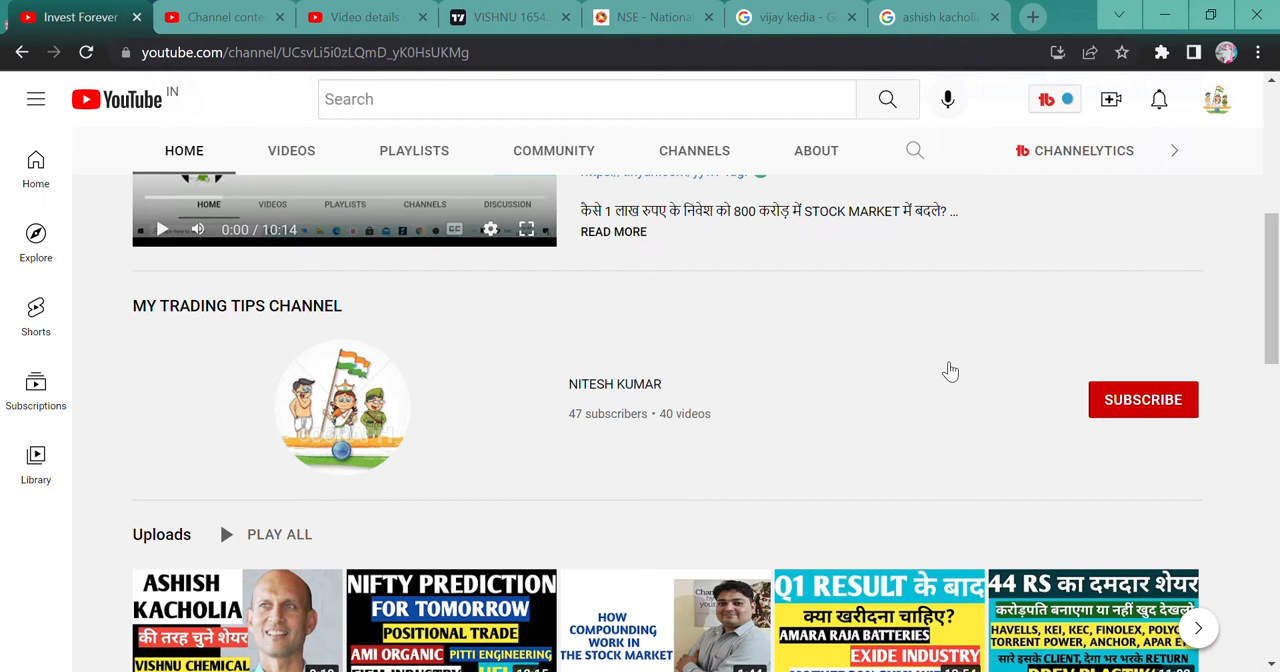 Invest Forever
Channel conte
Video details
VISHNU 1654
NSE - Nationa
vijay kedia - G
ashish kacholi
youtube.com/channel/UCsvLi5i0zLQmD_yK0HsUKMg
YouTube IN
Search
HOME VIDEOS PLAYLISTS COMMUNITY CHANNELS ABOUT CHANNELYTICS
Home
Explore
Shorts
Subscriptions
Library
HOME VIDEOS PLAYLISTS CHANNELS DISCUSSION
0:00 / 10:14
कैसे 1 लाख रुपए के निवेश को 800 करोड़ में STOCK MARKET में बदले? ...
READ MORE
MY TRADING TIPS CHANNEL
NITESH KUMAR
47 subscribers • 40 videos
SUBSCRIBE
Uploads PLAY ALL
ASHISH
KACHOLIA
की तरह चुने शेयर
VISHNU CHEMICAL
NIFTY PREDICTION
FOR TOMORROW
POSITIONAL TRADE
AMI ORGANIC PITTI ENGINEERING
HOW
COMPOUNDING
WORK IN
THE STOCK MARKET
Q1 RESULT के बाद
क्या खरीदना चाहिए?
AMARA RAJA BATTERIES
EXIDE INDUSTRY
44 RS का दमदार शेयर
करोड़पति बनाएगा या नहीं खुद देखलो
HAVELLS, KEI, KEC, FINOLEX, POLYC
TORRENT POWER, ANCHOR, APAR
सारे इसके CLIENT, देगा भर भरके RETURN